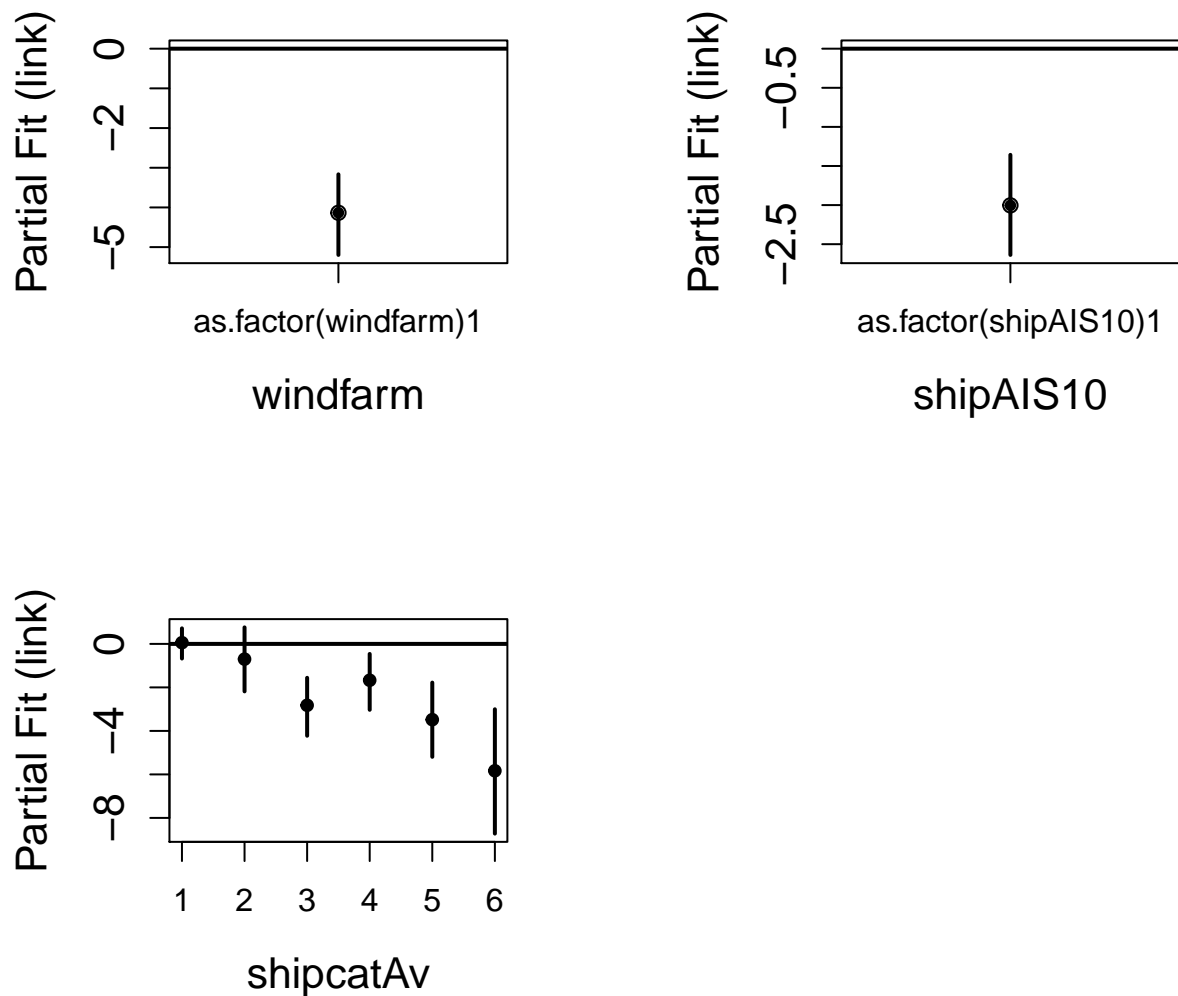 Partial Fit (link)
0
−2
−5
as.factor(windfarm)1
windfarm
Partial Fit (link)
−0.5
−2.5
as.factor(shipAIS10)1
shipAIS10
Partial Fit (link)
0
−4
−8
1 2 3 4 5 6
shipcatAv